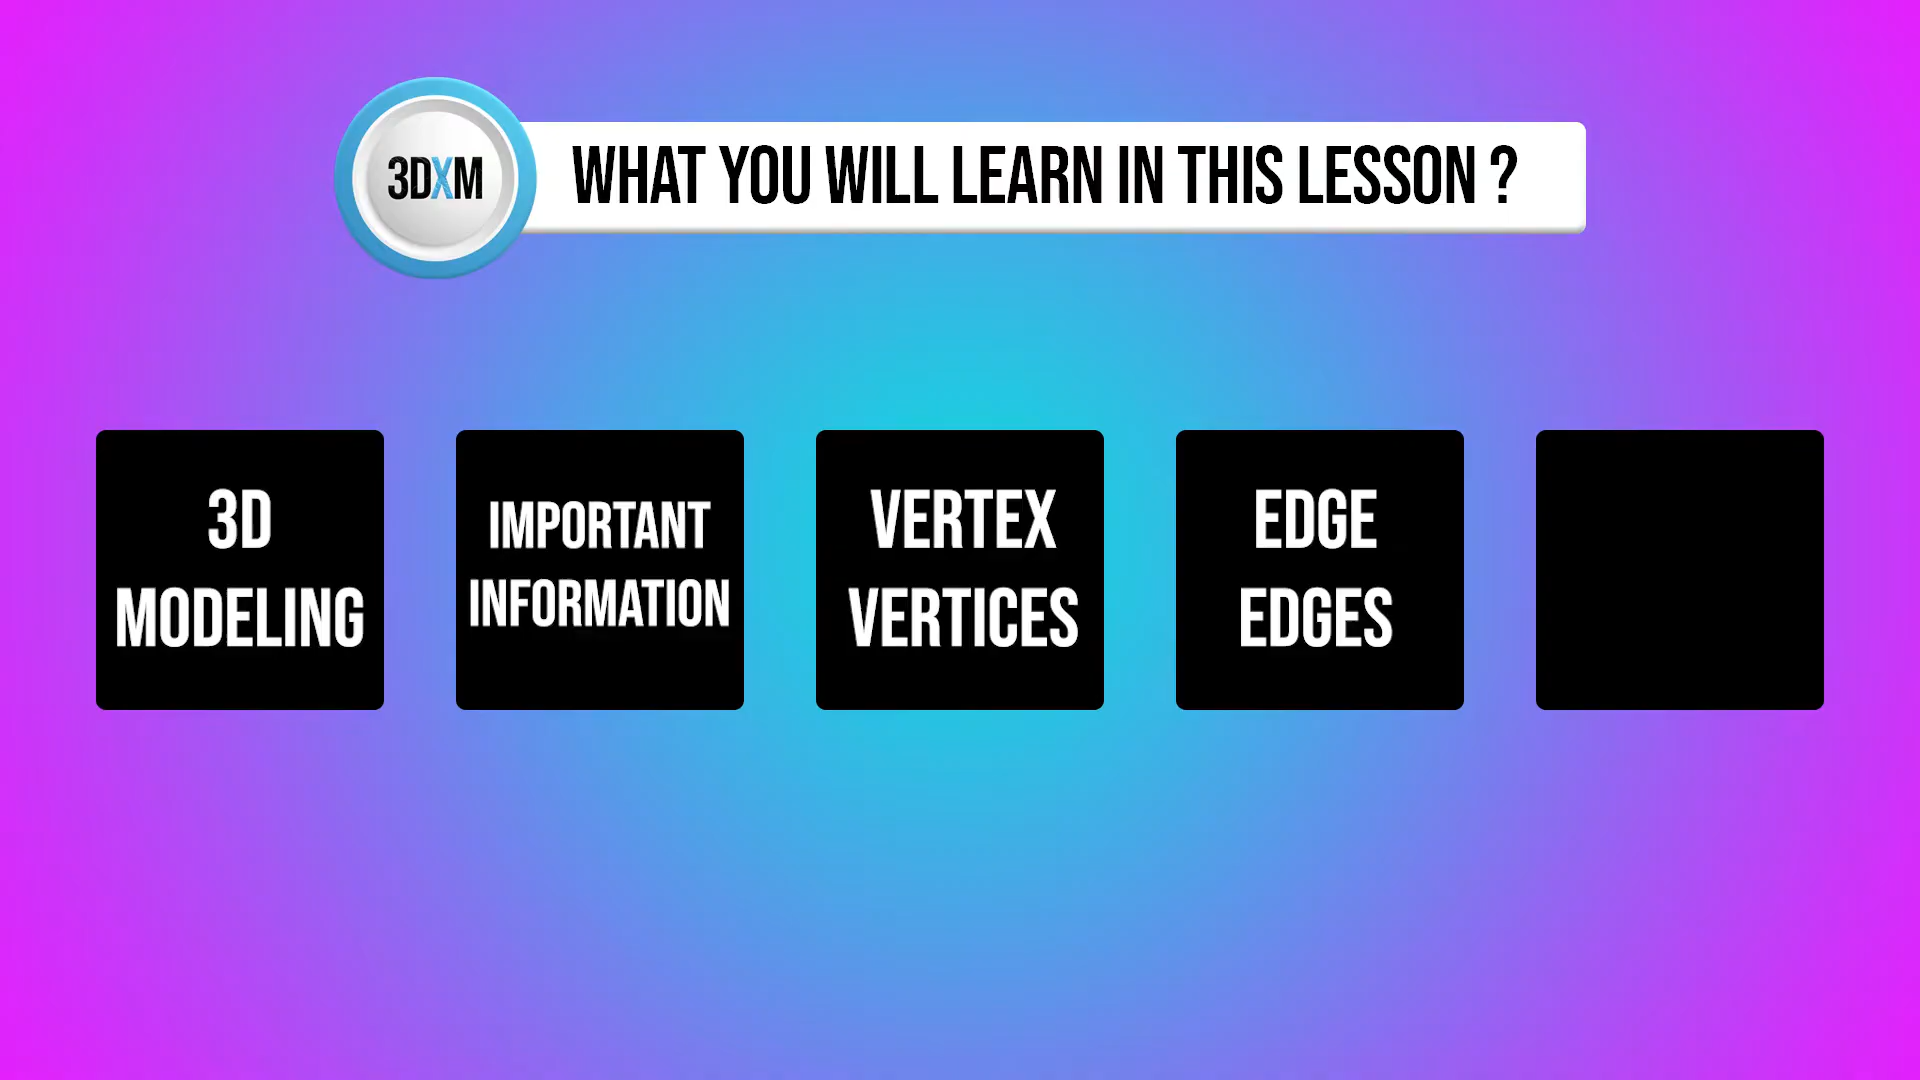 3DXM
WHAT YOU WILL LEARN IN THIS LESSON ?
3D
MODELING
IMPORTANT
INFORMATION
VERTEX
VERTICES
EDGE
EDGES